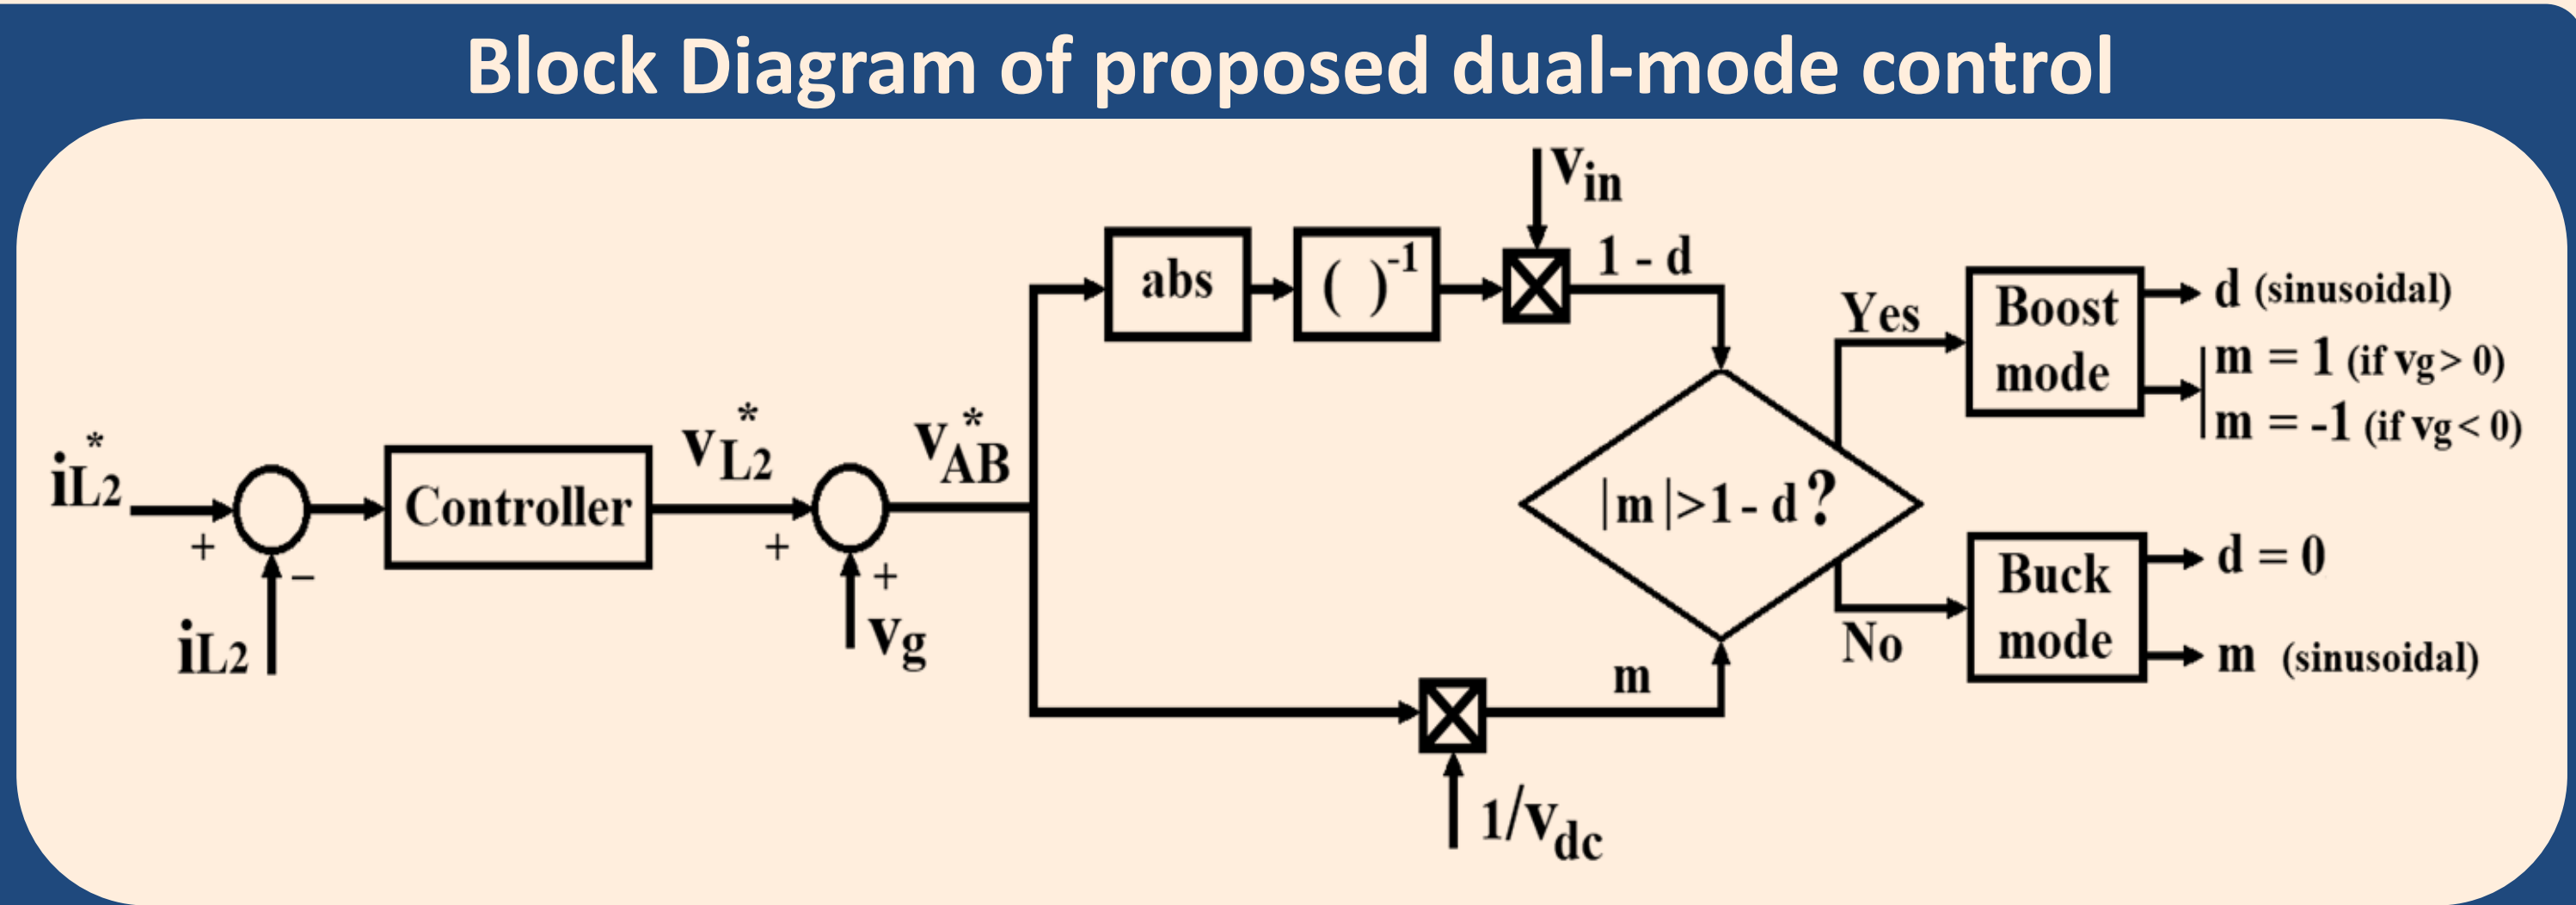 Block Diagram of proposed dual-mode control
iL2*
+
−
iL2
Controller
vL2*
+
+
vg
vAB*
abs
( )-1
vin
1 - d
|m|>1- d ?
m
1/vdc
Yes
No
Boost
mode
d (sinusoidal)
m = 1 (if vg > 0)
m = -1 (if vg < 0)
Buck
mode
d = 0
m (sinusoidal)